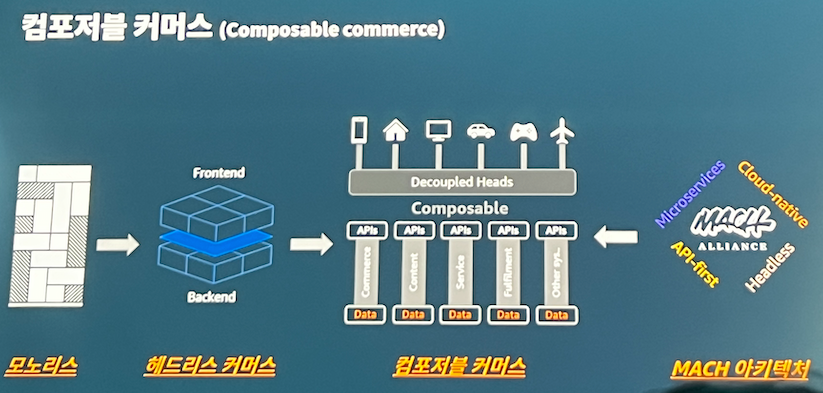 컴포저블 커머스 (Composable commerce)
Frontend
Backend
Decoupled Heads
Composable
APIs APIs APIs APIs APIs
Commerce
Content
Service
Fulfilment
Other sys..
Data Data Data Data Data
Microservices
Cloud-native
MACH
ALLIANCE
API-first
Headless
모노리스
헤드리스 커머스
컴포저블 커머스
MACH 아키텍처